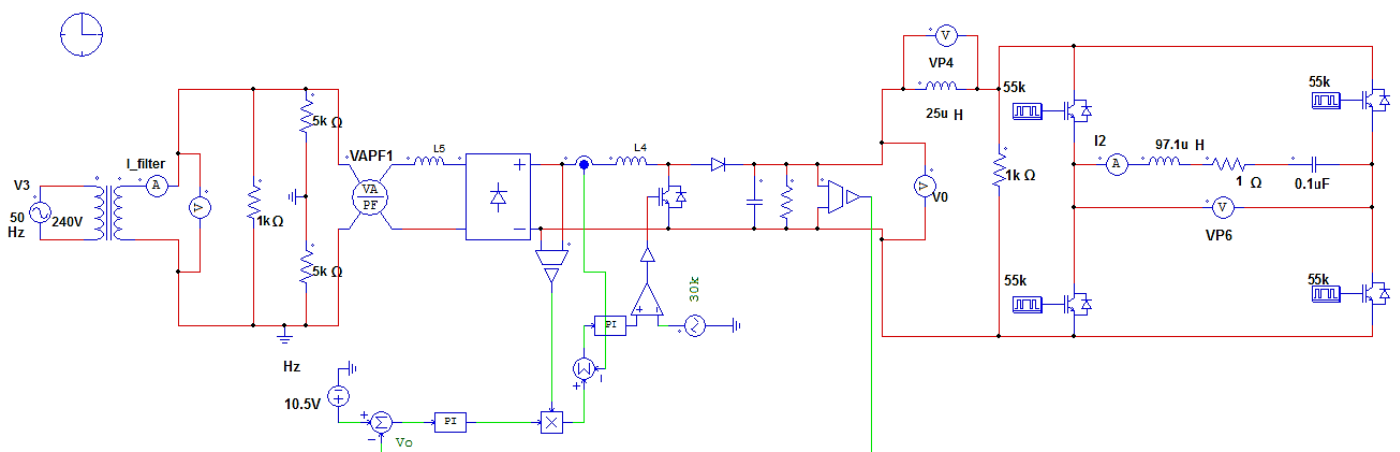 V3
50
Hz
240V
I_filter
A
V
1k Ω
5k Ω
5k Ω
VAPF1
VA
PF
L5
+
−
L4
V
VP4
25u H
V
V0
1k Ω
55k
55k
I2
A
97.1u H
1 Ω
0.1uF
V
VP6
55k
55k
30k
PI
+
−
Σ
+
−
Hz
10.5V
+
Σ
−
Vo
PI
X